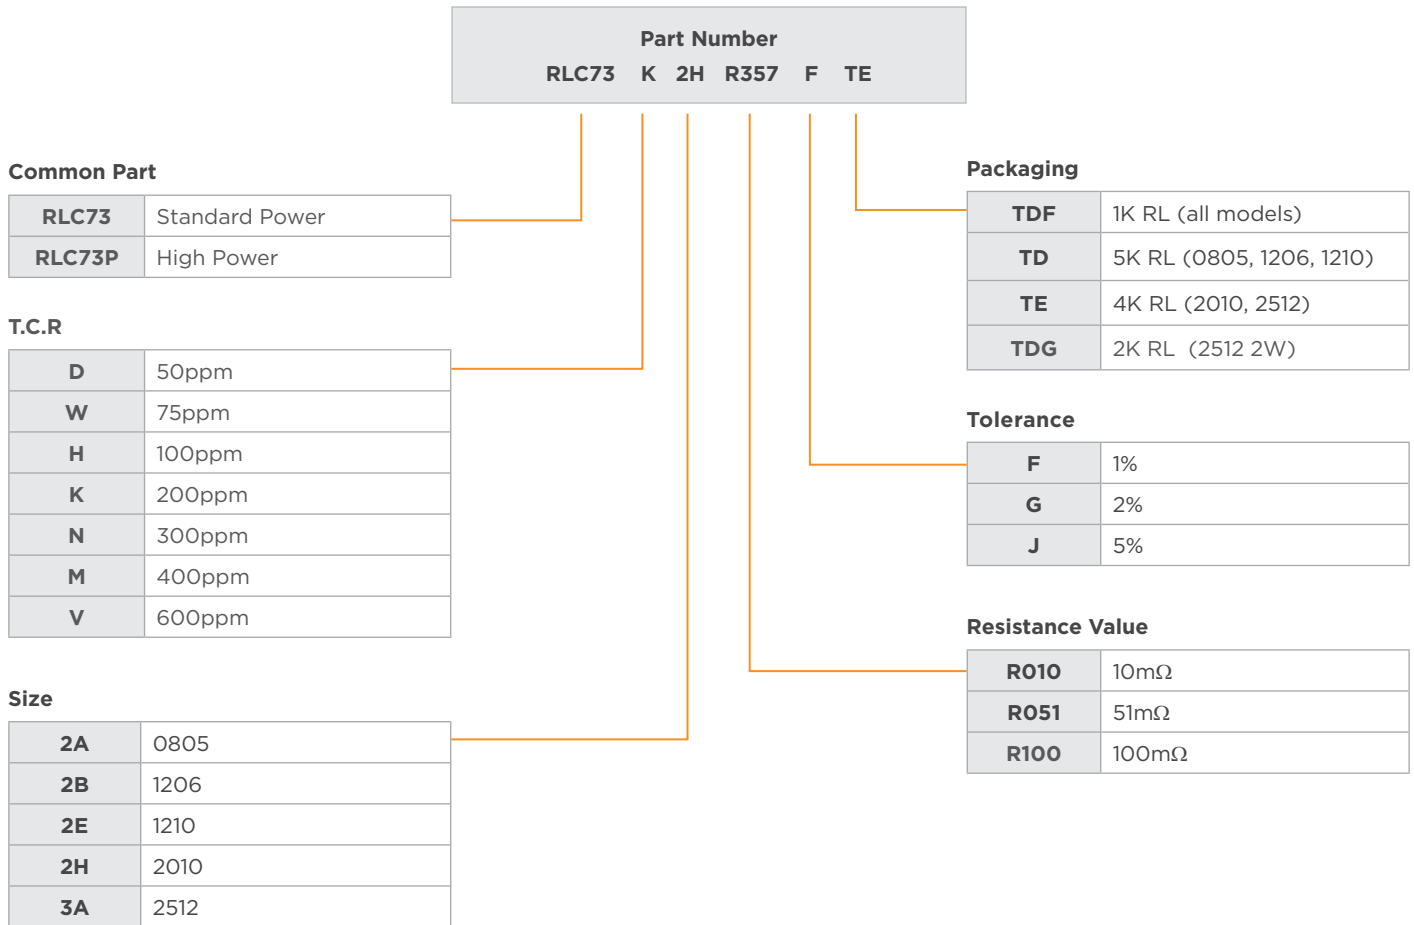 Part Number
RLC73 K 2H R357 F TE
Common Part
RLC73 Standard Power
RLC73P High Power
T.C.R
D 50ppm
W 75ppm
H 100ppm
K 200ppm
N 300ppm
M 400ppm
V 600ppm
Size
2A 0805
2B 1206
2E 1210
2H 2010
3A 2512
Packaging
TDF 1K RL (all models)
TD 5K RL (0805, 1206, 1210)
TE 4K RL (2010, 2512)
TDG 2K RL (2512 2W)
Tolerance
F 1%
G 2%
J 5%
Resistance Value
R010 10mΩ
R051 51mΩ
R100 100mΩ